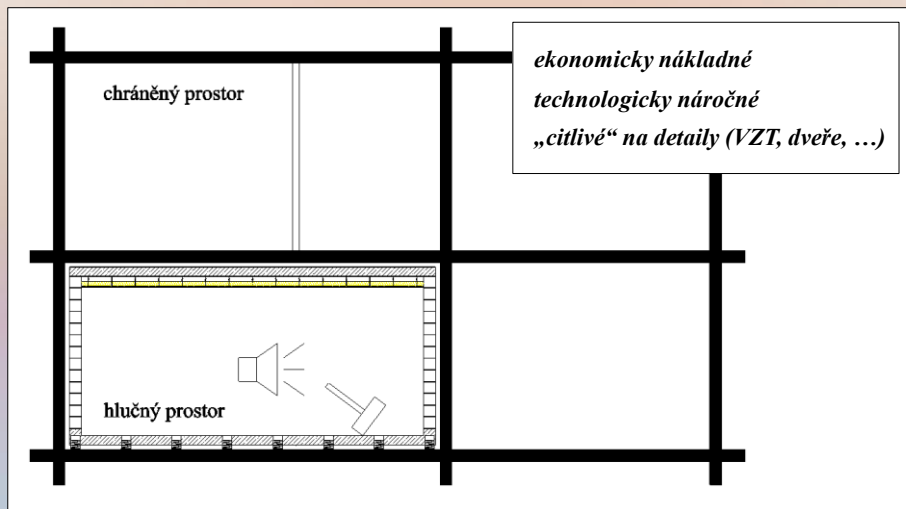 ekonomicky nákladné
technologicky náročné
„citlivé“ na detaily (VZT, dveře, …)
chráněný prostor
hlučný prostor